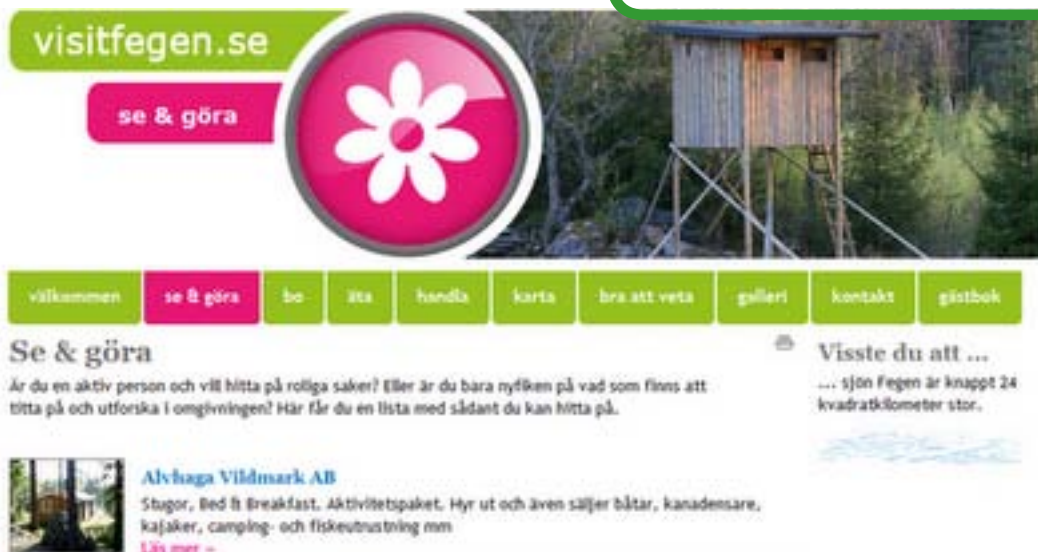 visitfegen.se
se & göra
välkommen
se & göra
bo
äta
handla
karta
bra att veta
galleri
kontakt
gästbok
Se & göra
Är du en aktiv person och vill hitta på roliga saker? Eller är du bara nyfiken på vad som finns att
titta på och utforska i omgivningen? Här får du en lista med sådant du kan hitta på.
Alvhaga Vildmark AB
Stugor, Bed & Breakfast. Aktivitetspaket. Hyr ut och även säljer båtar, kanadensare,
kajaker, camping- och fiskeutrustning mm
Läs mer »
Visste du att ...
... sjön Fegen är knappt 24
kvadratkilometer stor.